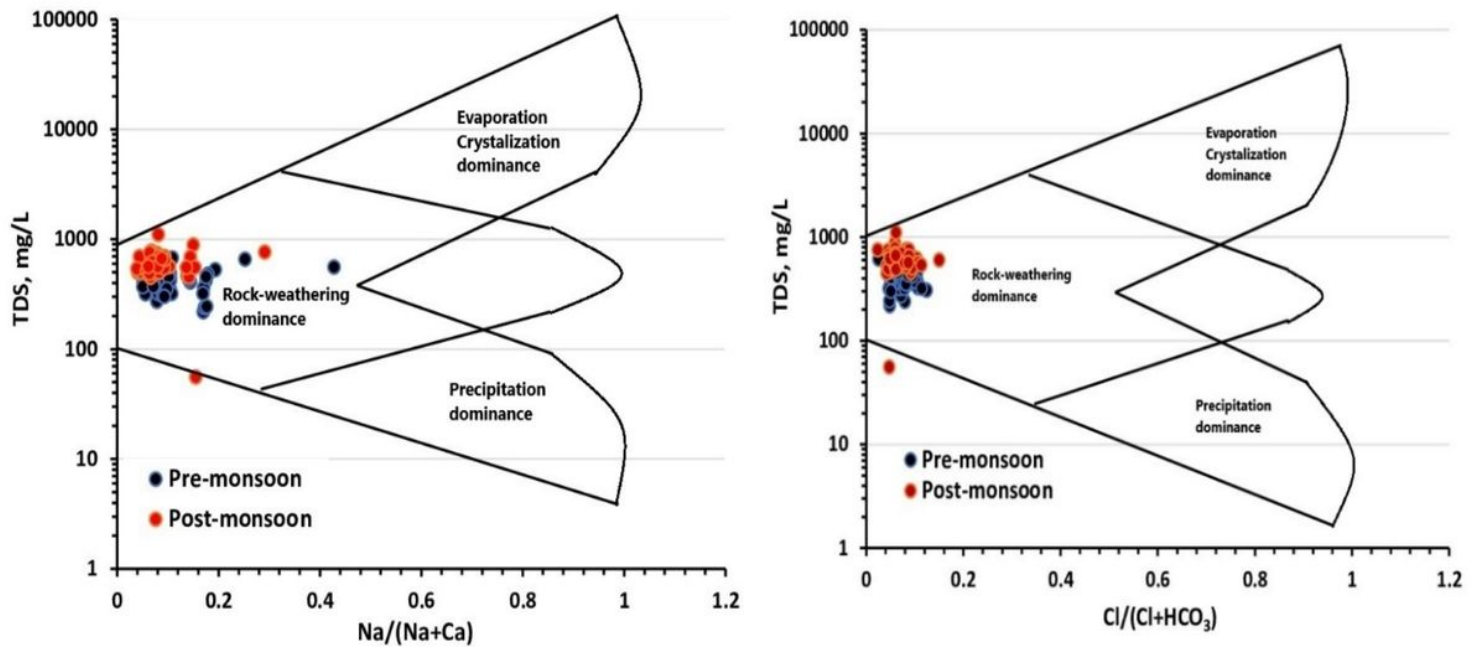 100000
10000
1000
100
10
1
TDS, mg/L
Evaporation
Crystalization
dominance
Rock-weathering
dominance
Precipitation
dominance
Pre-monsoon
Post-monsoon
0 0.2 0.4 0.6 0.8 1 1.2
Na/(Na+Ca)
100000
10000
1000
100
10
1
TDS, mg/L
Evaporation
Crystalization
dominance
Rock-weathering
dominance
Precipitation
dominance
Pre-monsoon
Post-monsoon
0 0.2 0.4 0.6 0.8 1 1.2
Cl/(Cl+HCO₃)